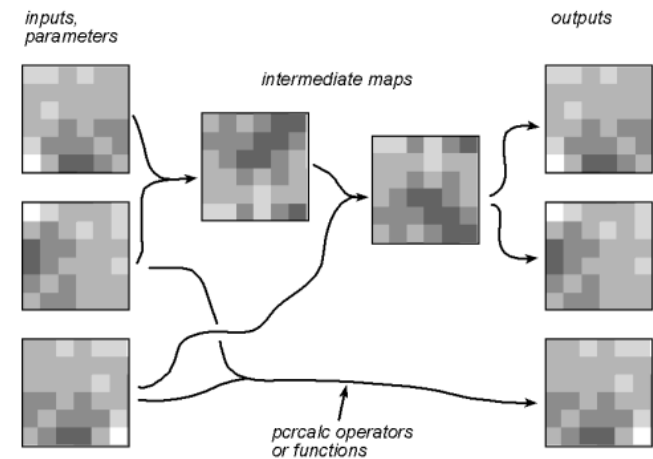 inputs,
parameters
outputs
intermediate maps
pcrcalc operators
or functions